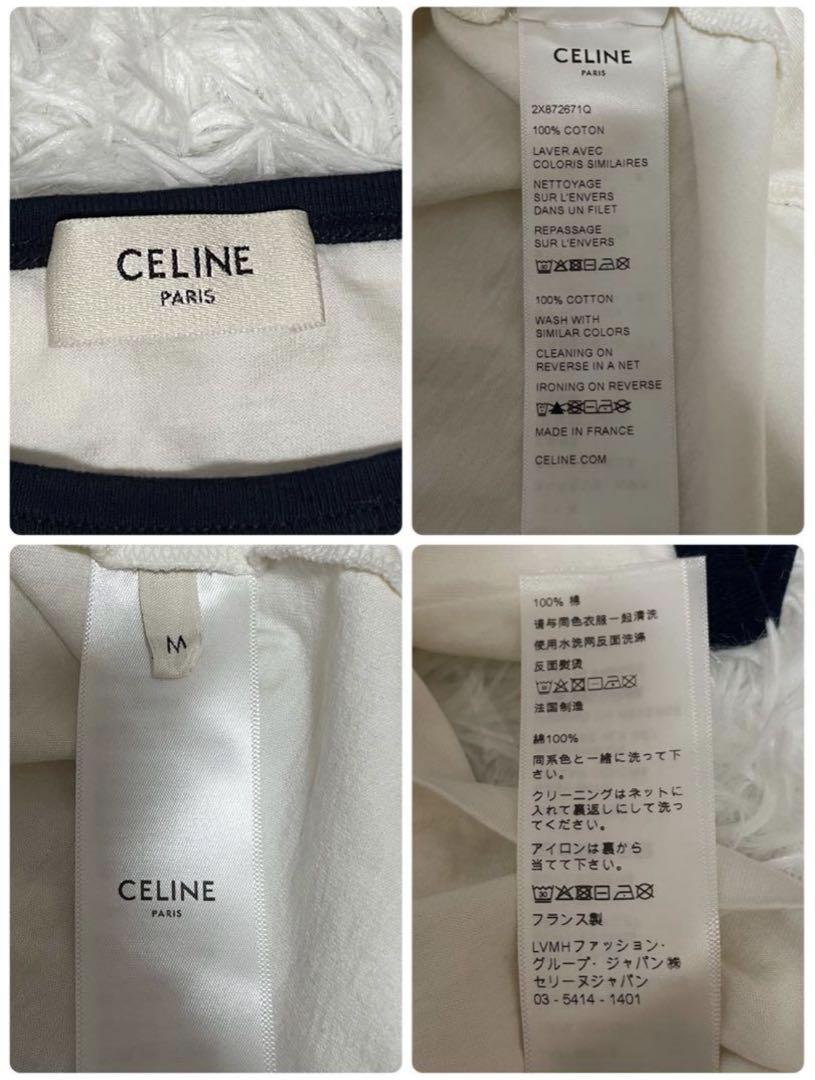 CELINE
PARIS
CELINE
PARIS
2X872671Q
100% COTON
LAVER AVEC
COLORIS SIMILAIRES
NETTOYAGE
SUR L'ENVERS
DANS UN FILET
REPASSAGE
SUR L'ENVERS
100% COTTON
WASH WITH
SIMILAR COLORS
CLEANING ON
REVERSE IN A NET
IRONING ON REVERSE
MADE IN FRANCE
CELINE.COM
M
CELINE
PARIS
100% 棉
请与同色衣服一起清洗
使用水洗网反面洗涤
反面熨烫
法国制造
綿100%
同系色と一緒に洗って下
さい。
クリーニングはネットに
入れて裏返しにして洗っ
てください。
アイロンは裏から
当てて下さい。
フランス製
LVMHファッション・
グループ・ジャパン㈱
セリーヌジャパン
03-5414-1401